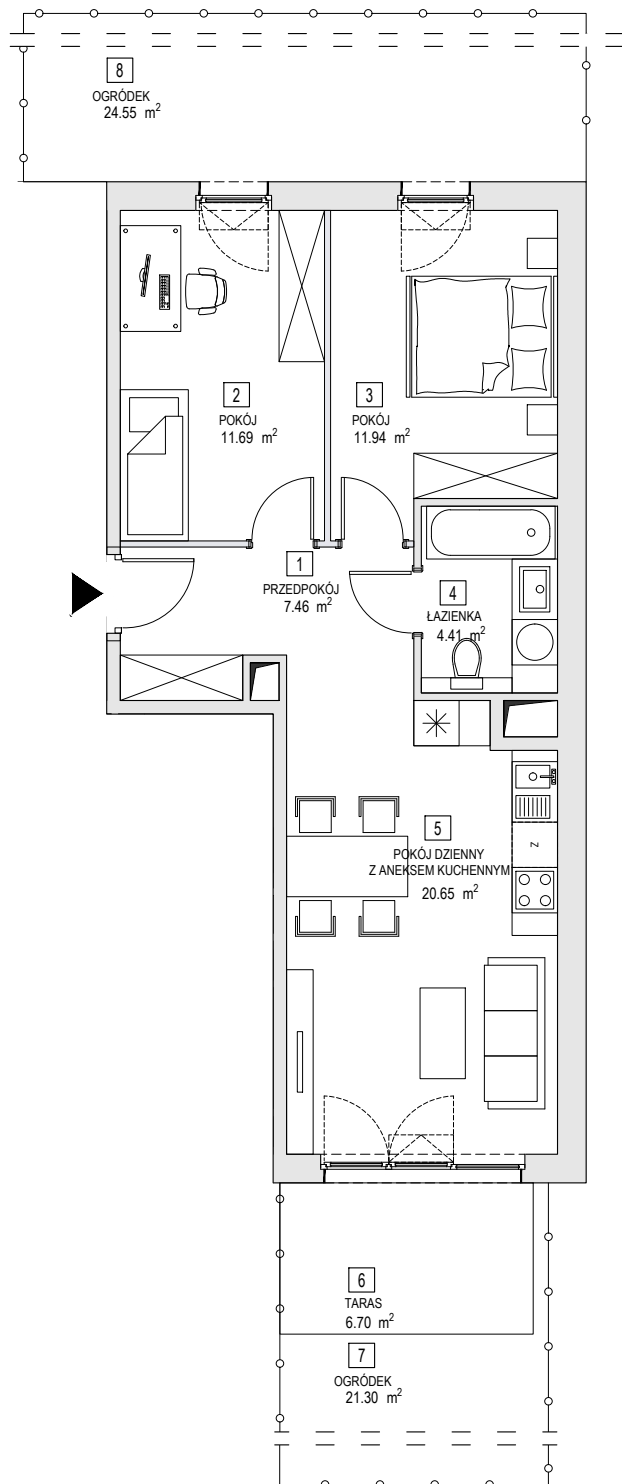 8
OGRÓDEK
24.55 m²
2
POKÓJ
11.69 m²
3
POKÓJ
11.94 m²
1
PRZEDPOKÓJ
7.46 m²
4
ŁAZIENKA
4.41 m²
5
POKÓJ DZIENNY
Z ANEKSEM KUCHENNYM
20.65 m²
Z
6
TARAS
6.70 m²
7
OGRÓDEK
21.30 m²